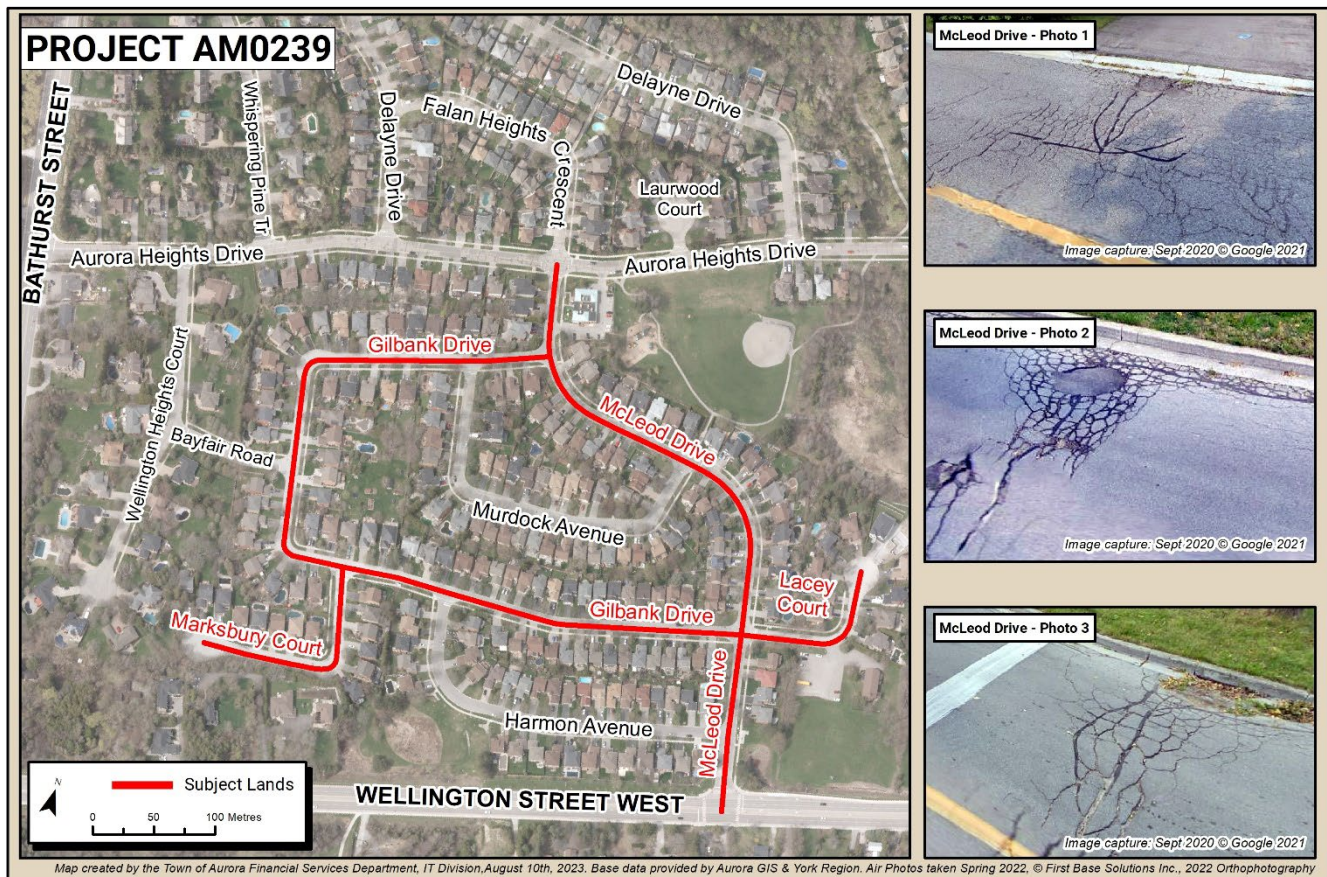 PROJECT AM0239
BATHURST STREET
Whispering Pine Tr
Delayne Drive
Falan Heights
Crescent
Delayne Drive
Laurwood
Court
Aurora Heights Drive
Aurora Heights Drive
Wellington Heights Court
Gilbank Drive
McLeod Drive
Bayfair Road
Murdock Avenue
Lacey
Court
Gilbank Drive
Marksbury Court
McLeod Drive
Harmon Avenue
WELLINGTON STREET WEST
N
Subject Lands
0 50 100 Metres
McLeod Drive - Photo 1
Image capture: Sept 2020 © Google 2021
McLeod Drive - Photo 2
Image capture: Sept 2020 © Google 2021
McLeod Drive - Photo 3
Image capture: Sept 2020 © Google 2021
Map created by the Town of Aurora Financial Services Department, IT Division,August 10th, 2023. Base data provided by Aurora GIS & York Region. Air Photos taken Spring 2022, © First Base Solutions Inc., 2022 Orthophotography